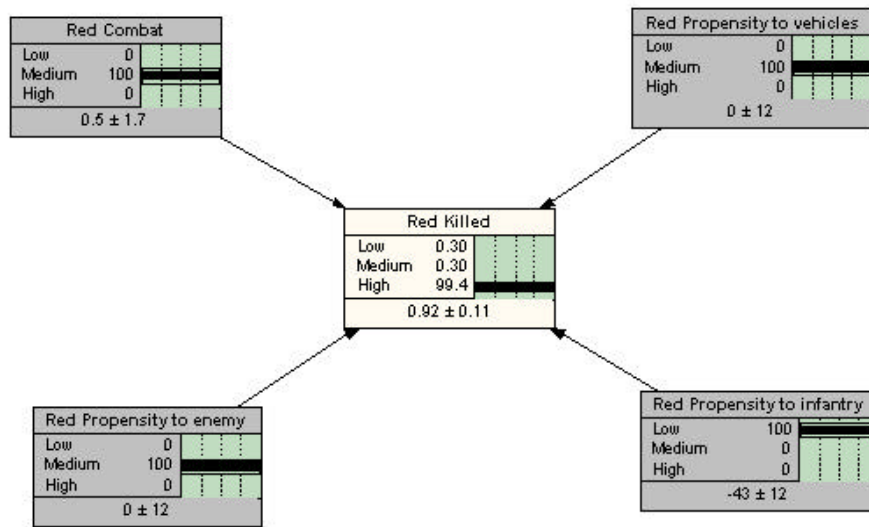 Red Combat
Low 0
Medium 100
High 0
0.5 ± 1.7
Red Propensity to vehicles
Low 0
Medium 100
High 0
0 ± 12
Red Killed
Low 0.30
Medium 0.30
High 99.4
0.92 ± 0.11
Red Propensity to enemy
Low 0
Medium 100
High 0
0 ± 12
Red Propensity to infantry
Low 100
Medium 0
High 0
-43 ± 12